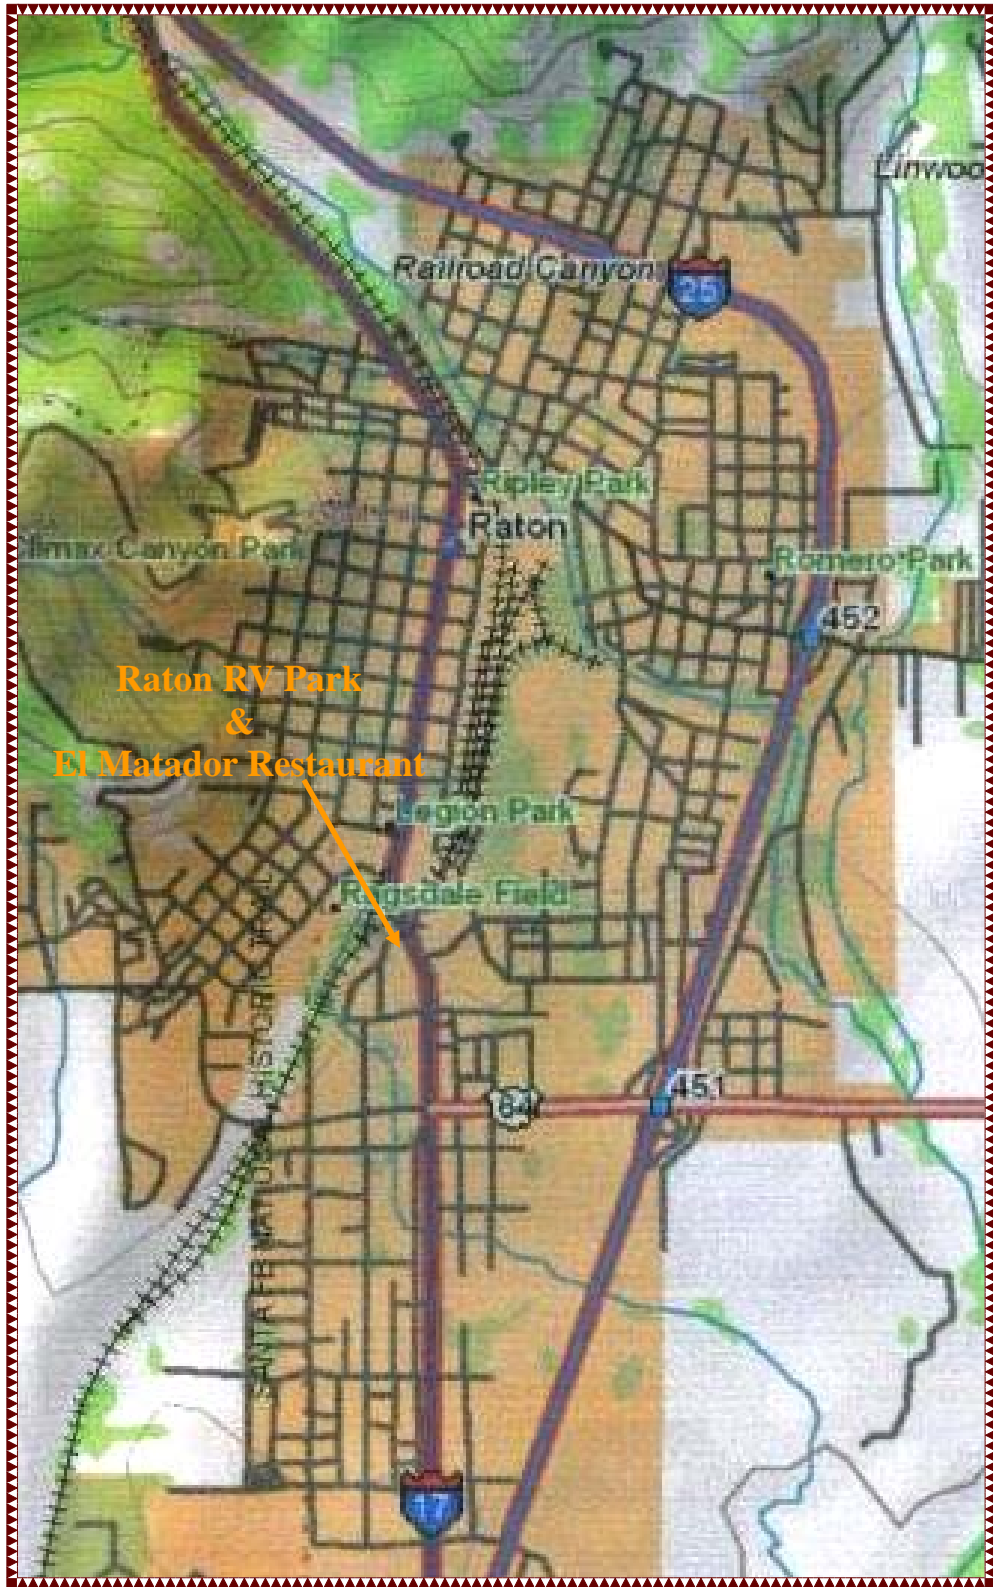 Linwoo
Railroad Canyon
25
Ripley Park
Raton
Climax Canyon Park
Romero Park
452
Raton RV Park
&
El Matador Restaurant
Legion Park
Ragsdale Field
SANTA FE NATIONAL HISTORIC TRAIL
451
84
17